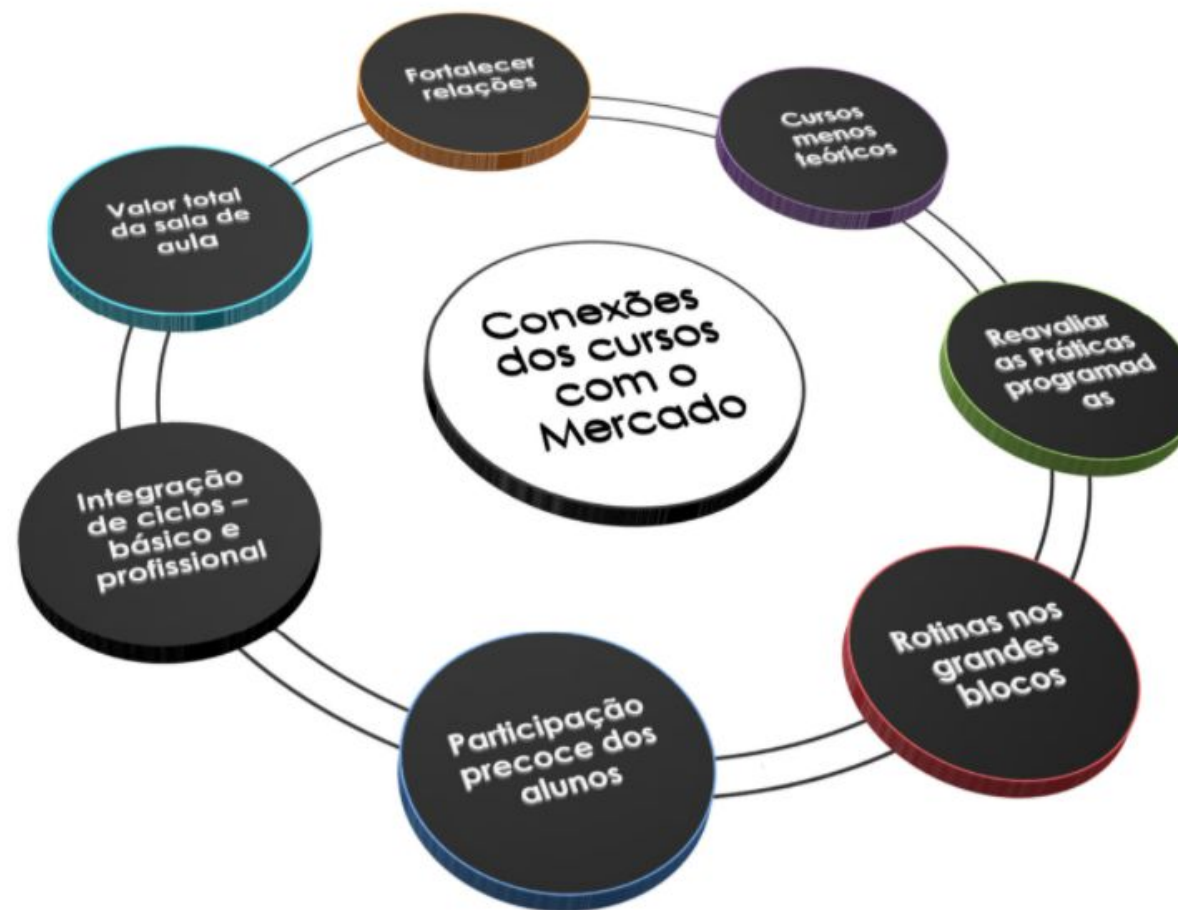 Fortalecer
relações
Cursos
menos
teóricos
Reavaliar
as Práticas
programad
as
Rotinas nos
grandes
blocos
Participação
precoce dos
alunos
Integração
de ciclos –
básico e
profissional
Valor total
da sala de
aula
Conexões
dos cursos
com o
Mercado